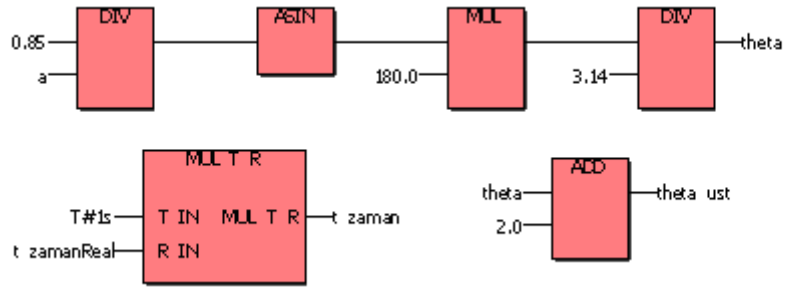 DIV ASIN MUL DIV
0.85 theta
a 180.0 3.14
MUL T R ADD
theta theta ust
T#1s T IN MUL T R t zaman
2.0
t zamanReal R IN